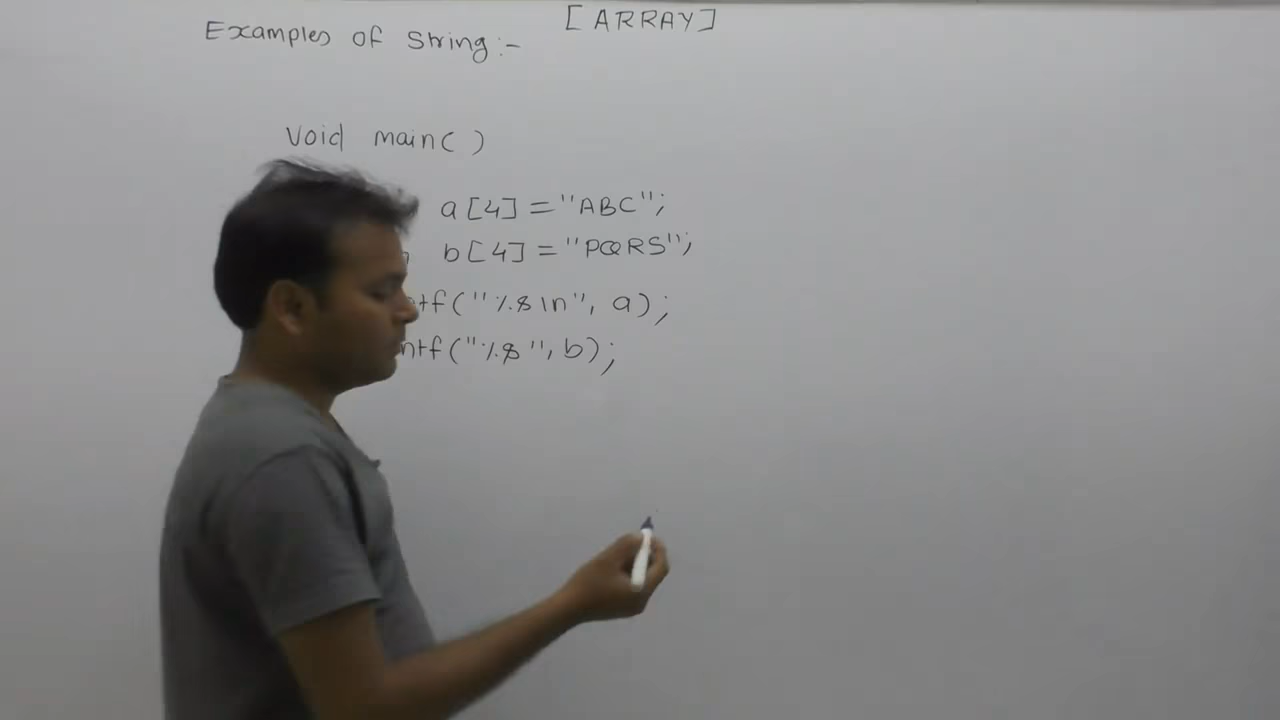 [ARRAY]
Examples of String :-
Void main( )
a[4] = "ABC";
b[4] = "PQRS";
ntf("%s\n", a);
ntf("%s", b);